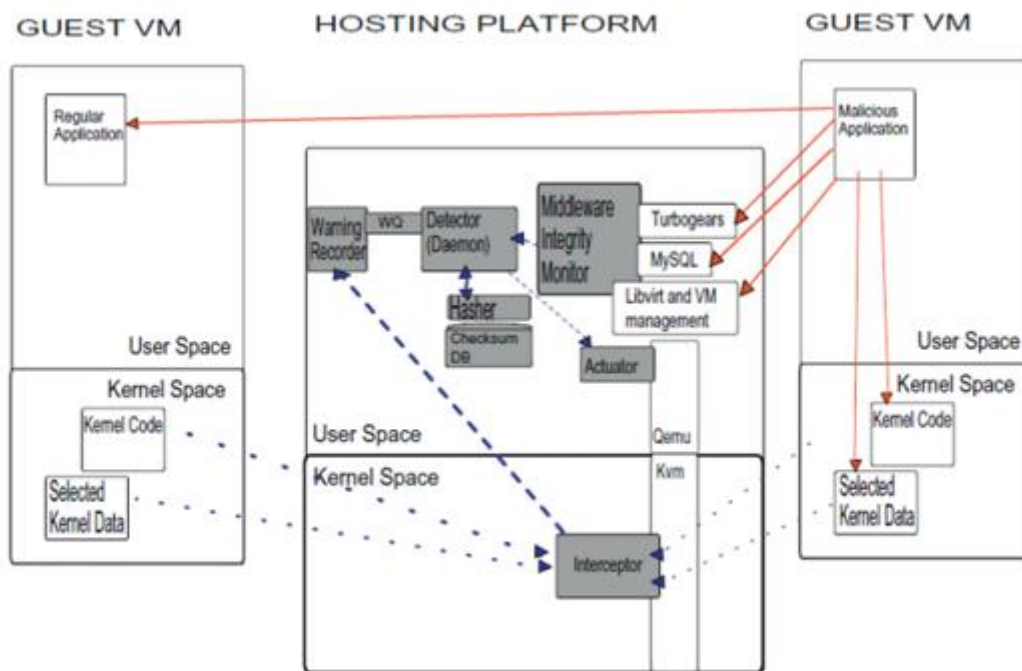 GUEST VM
HOSTING PLATFORM
GUEST VM
Regular
Application
Malicious
Application
Warning
Recorder
WQ
Detector
(Daemon)
Middleware
Integrity
Monitor
Turbogears
MySQL
Libvirt and VM
management
Hasher
Checksum
DB
Actuator
User Space
Kernel Space
Kernel Code
Selected
Kernel Data
User Space
Qemu
Kernel Space
Kvm
Interceptor
User Space
Kernel Space
Kernel Code
Selected
Kernel Data